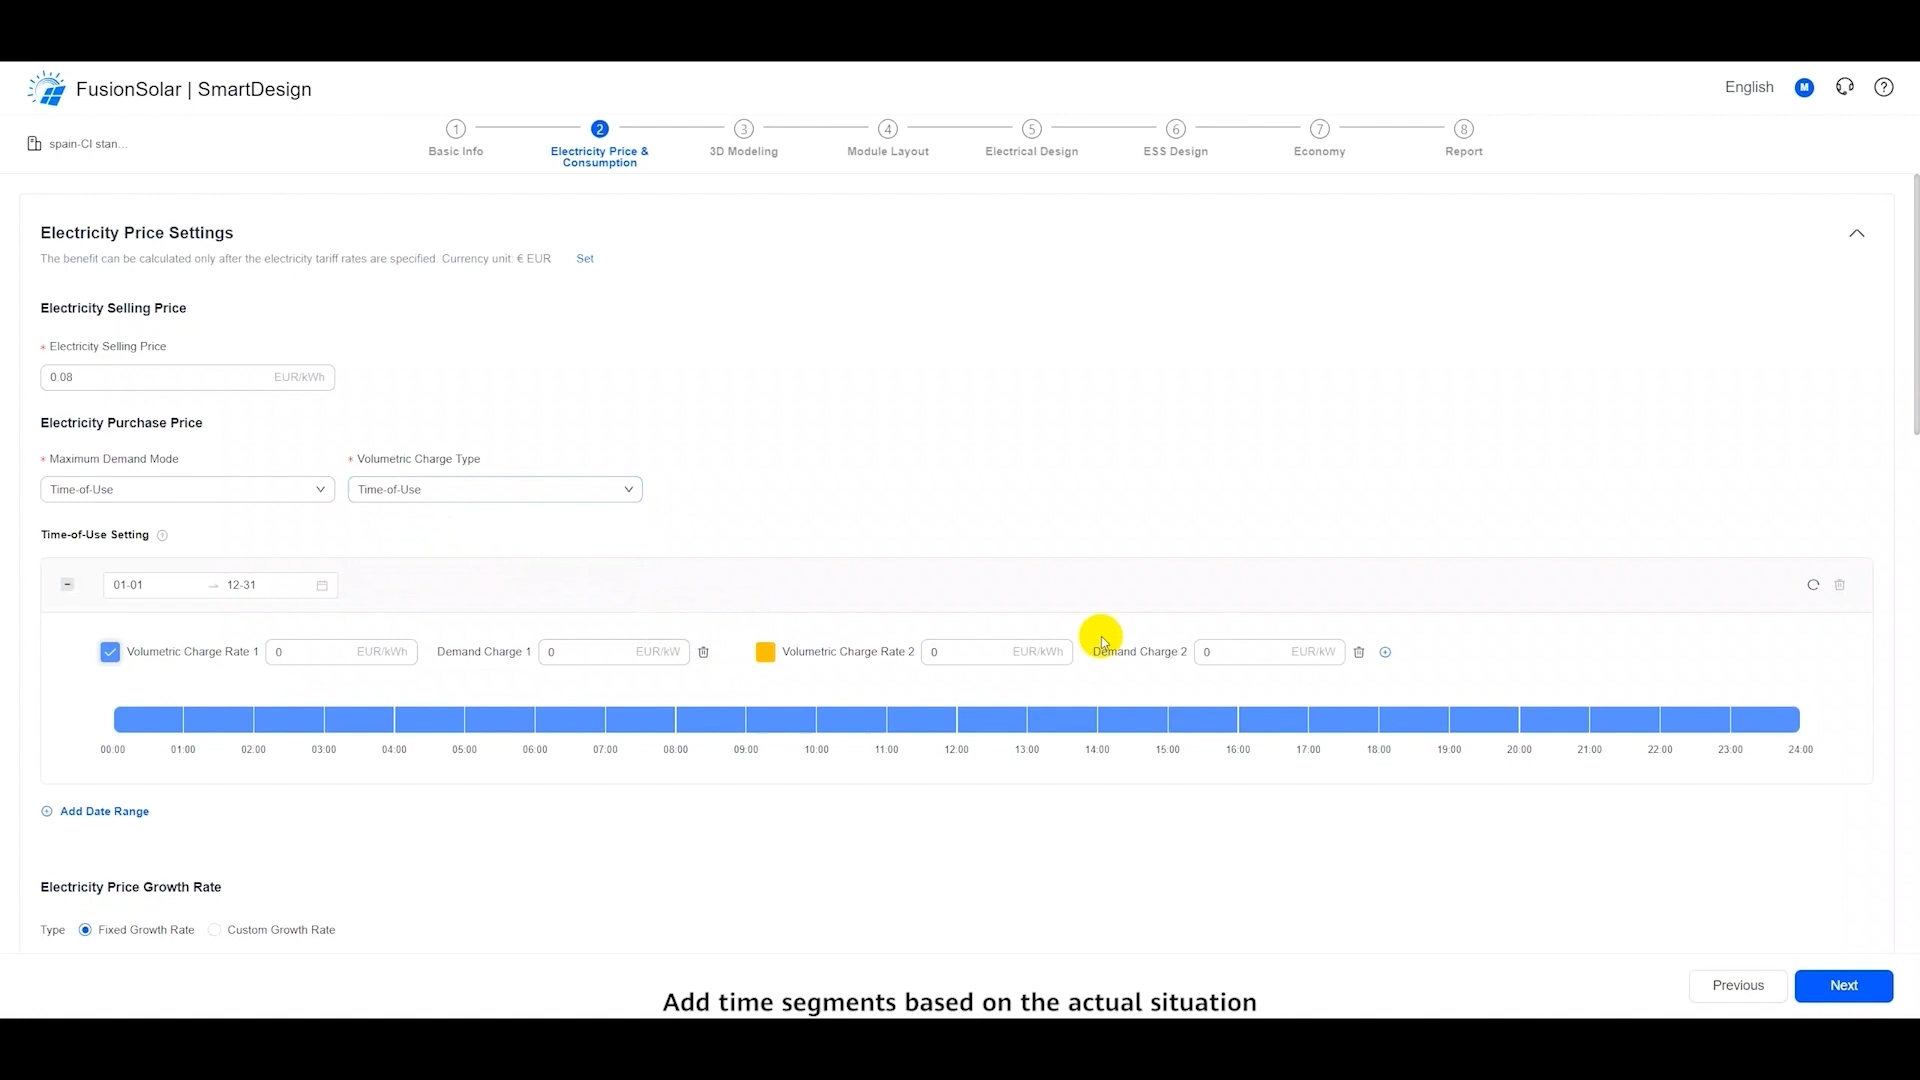 FusionSolar | SmartDesign
English
M
spain-CI stan...
1
2
3
4
5
6
7
8
Basic Info
Electricity Price &
Consumption
3D Modeling
Module Layout
Electrical Design
ESS Design
Economy
Report
Electricity Price Settings
The benefit can be calculated only after the electricity tariff rates are specified. Currency unit: € EUR Set
Electricity Selling Price
* Electricity Selling Price
0.08 EUR/kWh
Electricity Purchase Price
* Maximum Demand Mode * Volumetric Charge Type
Time-of-Use Time-of-Use
Time-of-Use Setting ?
01-01 → 12-31
Volumetric Charge Rate 1 0 EUR/kWh Demand Charge 1 0 EUR/kW Volumetric Charge Rate 2 0 EUR/kWh Demand Charge 2 0 EUR/kW
00:00 01:00 02:00 03:00 04:00 05:00 06:00 07:00 08:00 09:00 10:00 11:00 12:00 13:00 14:00 15:00 16:00 17:00 18:00 19:00 20:00 21:00 22:00 23:00 24:00
Add Date Range
Electricity Price Growth Rate
Type Fixed Growth Rate Custom Growth Rate
Previous Next
Add time segments based on the actual situation